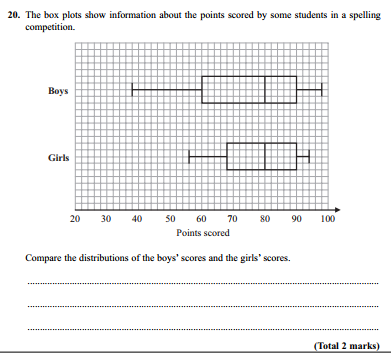 20. The box plots show information about the points scored by some students in a spelling
competition.
Boys
Girls
20 30 40 50 60 70 80 90 100
Points scored
Compare the distributions of the boys' scores and the girls' scores.
(Total 2 marks)